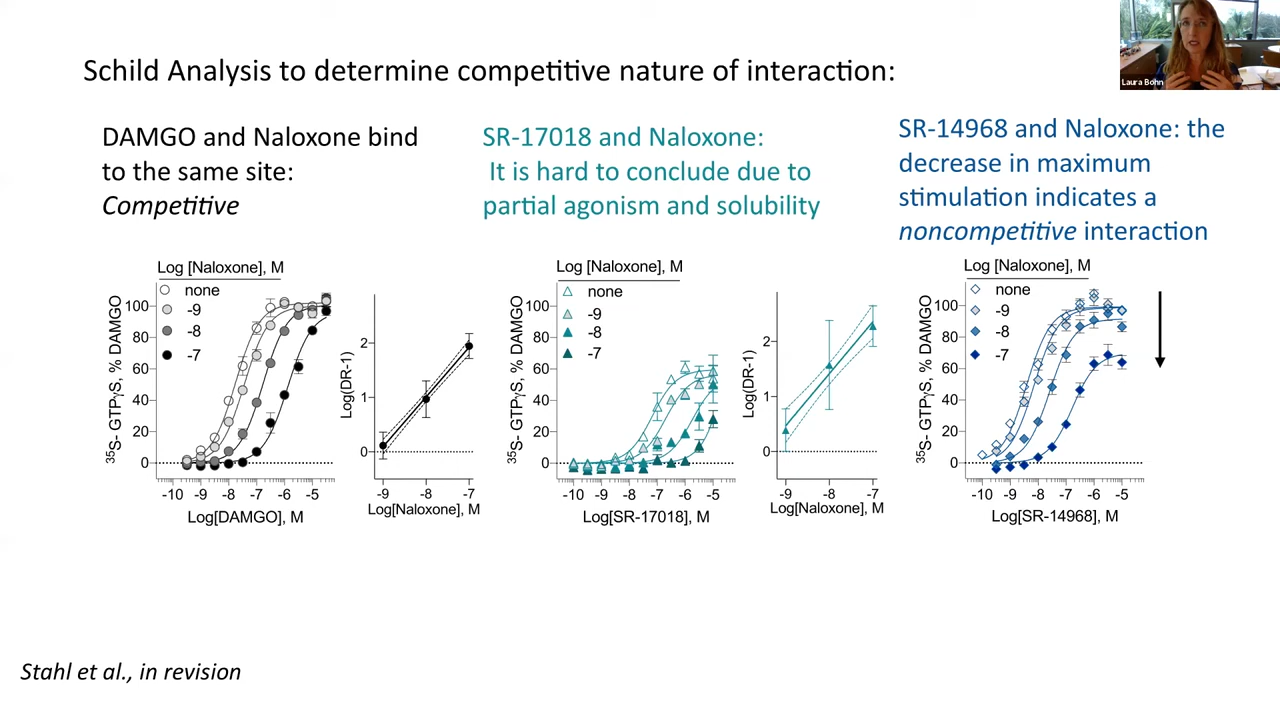 Laura Bohn
Schild Analysis to determine competitive nature of interaction:
DAMGO and Naloxone bind
to the same site:
Competitive
SR-17018 and Naloxone:
It is hard to conclude due to
partial agonism and solubility
SR-14968 and Naloxone: the
decrease in maximum
stimulation indicates a
noncompetitive interaction
Log [Naloxone], M
none
-9
-8
-7
³⁵S- GTPγS, % DAMGO
100
80
60
40
20
0
-10 -9 -8 -7 -6 -5
Log[DAMGO], M
Log(DR-1)
2
1
0
-9 -8 -7
Log[Naloxone], M
Log [Naloxone], M
none
-9
-8
-7
³⁵S- GTPγS, % DAMGO
100
80
60
40
20
0
-10 -9 -8 -7 -6 -5
Log[SR-17018], M
Log(DR-1)
2
1
0
-9 -8 -7
Log[Naloxone], M
Log [Naloxone], M
none
-9
-8
-7
³⁵S- GTPγS, % DAMGO
100
80
60
40
20
0
-10 -9 -8 -7 -6 -5
Log[SR-14968], M
Stahl et al., in revision